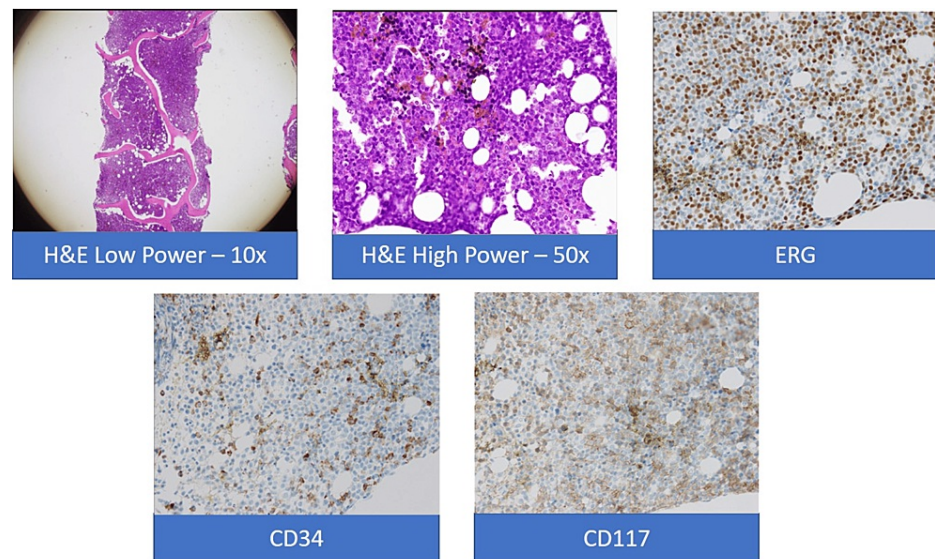 H&E Low Power – 10x
H&E High Power – 50x
ERG
CD34
CD117